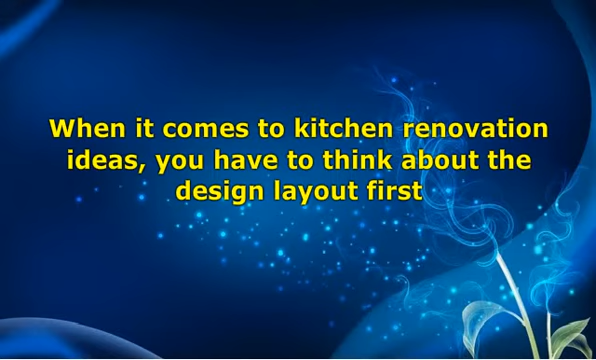 When it comes to kitchen renovation
ideas, you have to think about the
design layout first